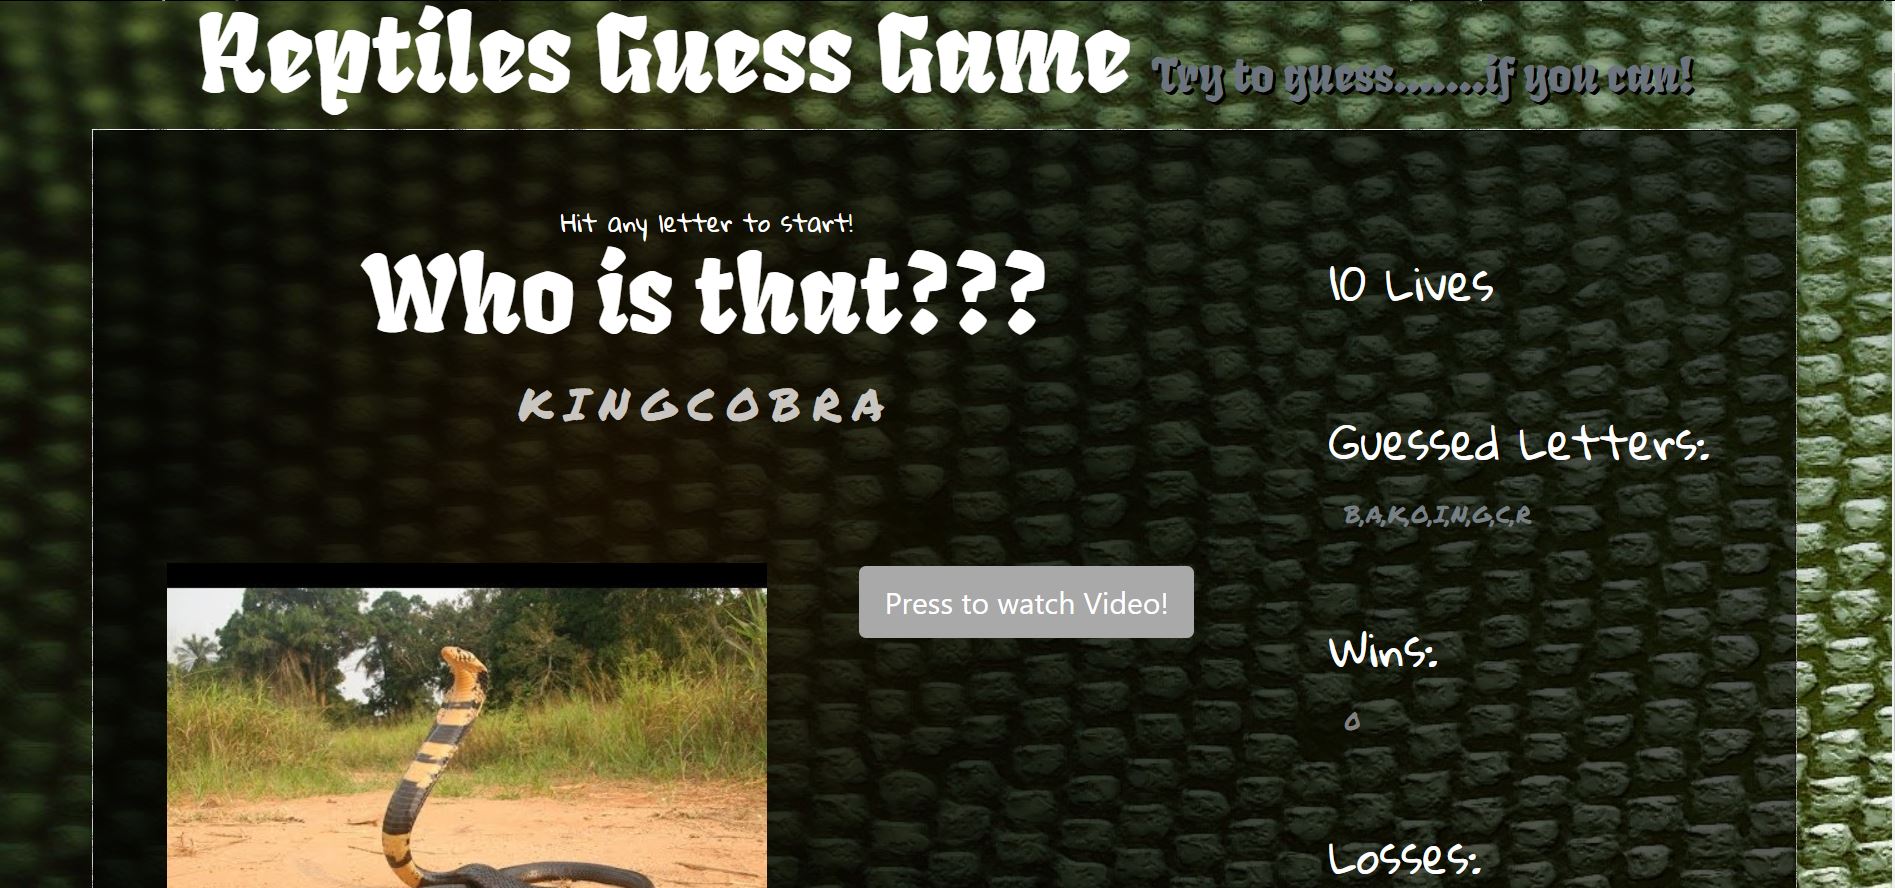 Reptiles Guess Game Try to guess.......if you can!
Hit any letter to start!
Who is that???
KINGCOBRA
Press to watch Video!
10 Lives
Guessed Letters:
B,A,K,O,I,N,G,C,R
Wins:
0
Losses: